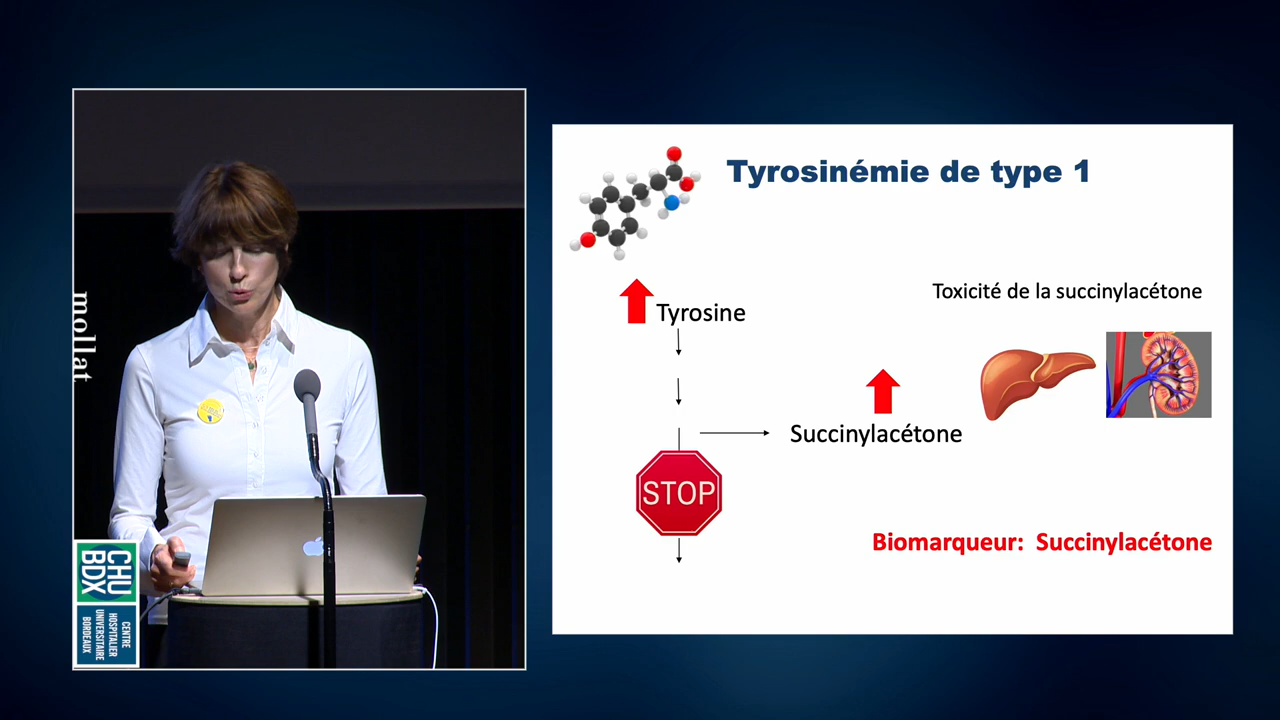 mollat
CHU
BDX
CENTRE
HOSPITALIER
UNIVERSITAIRE
BORDEAUX
Tyrosinémie de type 1
Toxicité de la succinylacétone
Tyrosine
Succinylacétone
STOP
Biomarqueur: Succinylacétone